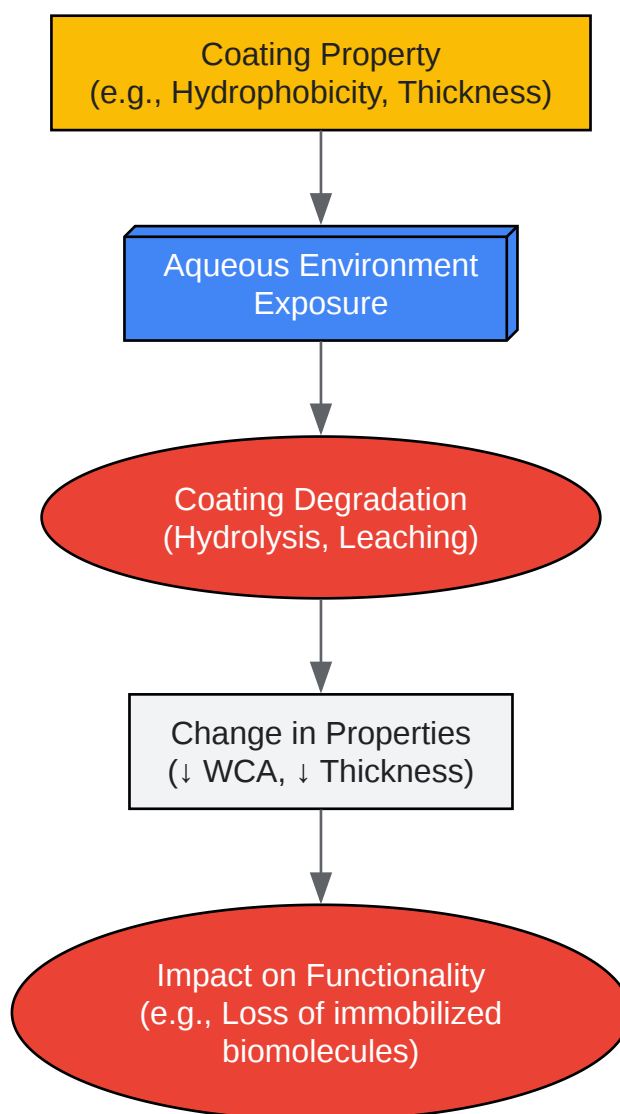 Coating Property
(e.g., Hydrophobicity, Thickness)
Aqueous Environment
Exposure
Coating Degradation
(Hydrolysis, Leaching)
Change in Properties
(↓ WCA, ↓ Thickness)
Impact on Functionality
(e.g., Loss of immobilized
biomolecules)